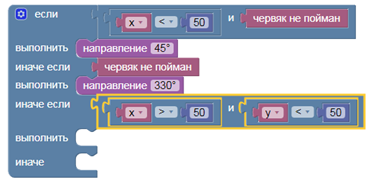 если x < 50 и червяк не пойман
выполнить направление 45°
иначе если червяк не пойман
выполнить направление 330°
иначе если x > 50 и y < 50
выполнить
иначе